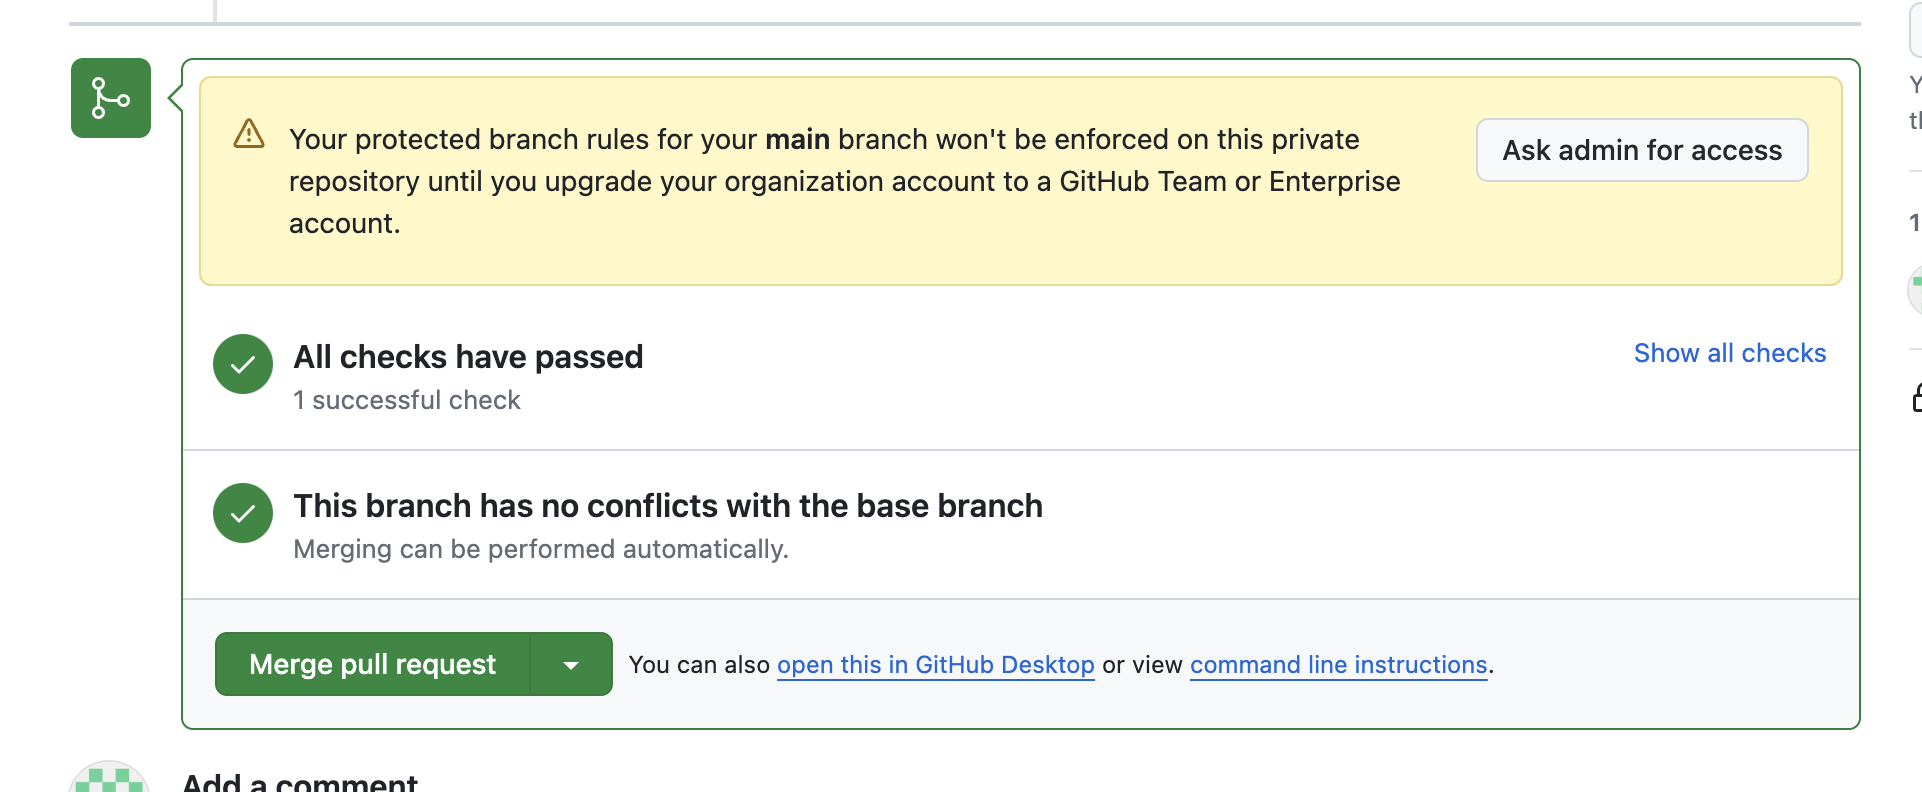 Your protected branch rules for your main branch won't be enforced on this private
repository until you upgrade your organization account to a GitHub Team or Enterprise
account.
Ask admin for access
All checks have passed
Show all checks
1 successful check
This branch has no conflicts with the base branch
Merging can be performed automatically.
Merge pull request
You can also open this in GitHub Desktop or view command line instructions.
Add a comment